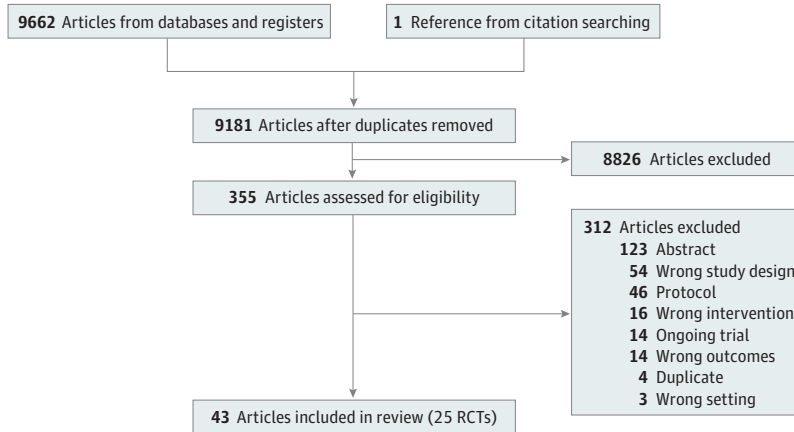 9662 Articles from databases and registers
1 Reference from citation searching
9181 Articles after duplicates removed
8826 Articles excluded
355 Articles assessed for eligibility
312 Articles excluded
123 Abstract
54 Wrong study design
46 Protocol
16 Wrong intervention
14 Ongoing trial
14 Wrong outcomes
4 Duplicate
3 Wrong setting
43 Articles included in review (25 RCTs)